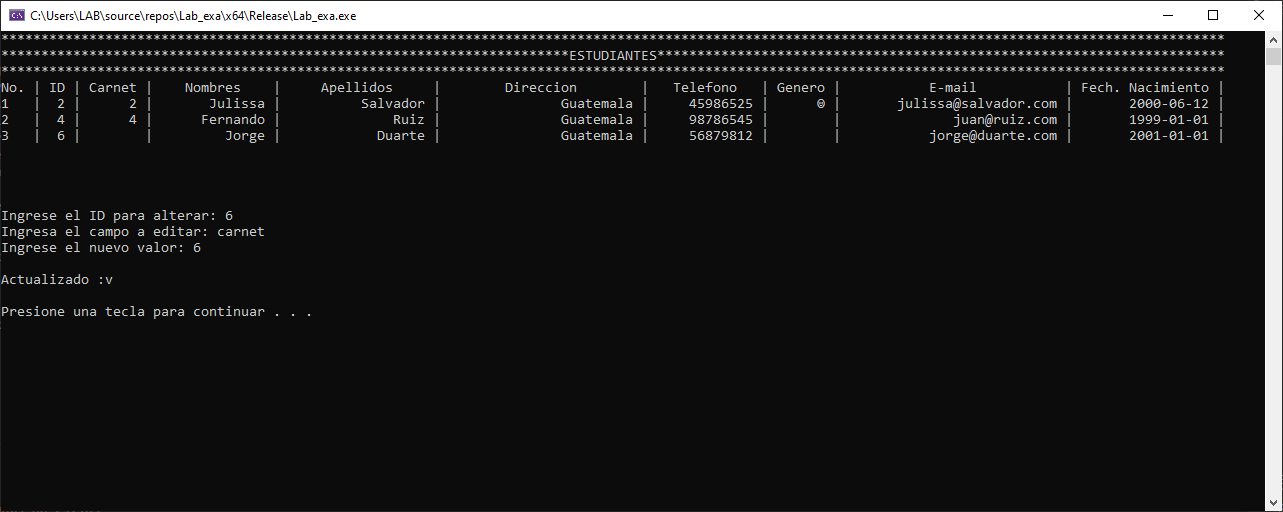 C:\Users\LAB\source\repos\Lab_exa\x64\Release\Lab_exa.exe
*********************************************************************************************************************************************************
***********************************************************************ESTUDIANTES***********************************************************************
*********************************************************************************************************************************************************
No. | ID | Carnet |    Nombres    |     Apellidos     |        Direccion        |   Telefono   | Genero |           E-mail           | Fech. Nacimiento |
1   |  2 |      2 |       Julissa |          Salvador |               Guatemala |     45986525 |      ☺ |       julissa@salvador.com |       2000-06-12 |
2   |  4 |      4 |      Fernando |              Ruiz |               Guatemala |     98786545 |        |              juan@ruiz.com |       1999-01-01 |
3   |  6 |        |         Jorge |            Duarte |               Guatemala |     56879812 |        |           jorge@duarte.com |       2001-01-01 |
Ingrese el ID para alterar: 6
Ingresa el campo a editar: carnet
Ingrese el nuevo valor: 6
Actualizado :v
Presione una tecla para continuar . . .